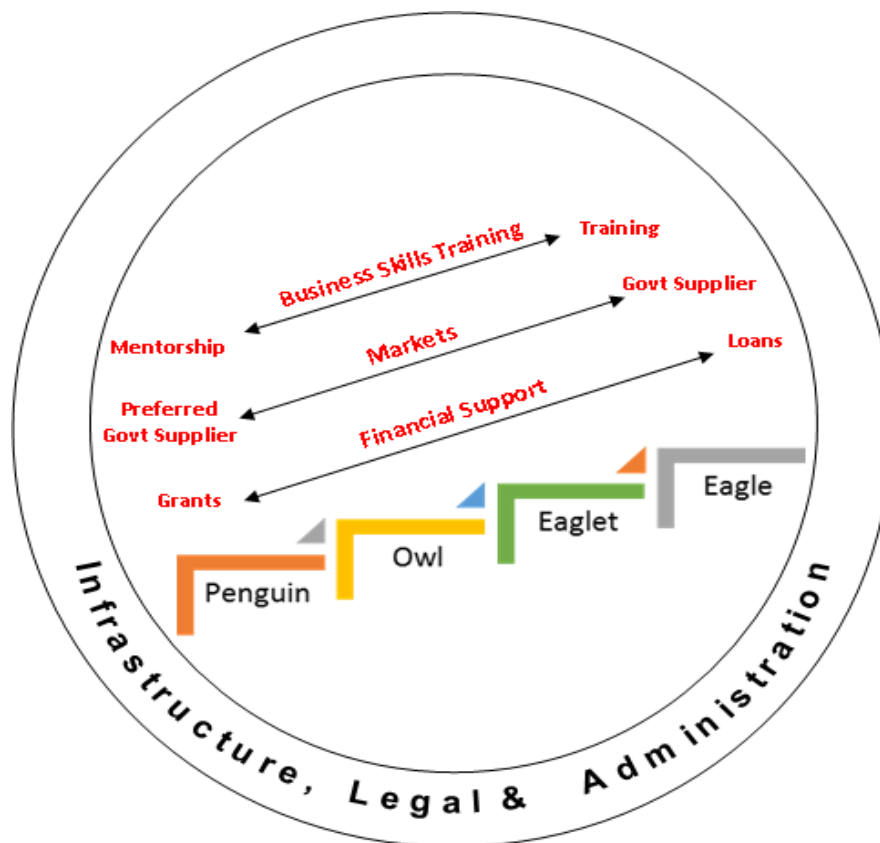 Business Skills Training
Training
Mentorship
Markets
Govt Supplier
Preferred
Govt Supplier
Financial Support
Loans
Grants
Penguin
Owl
Eaglet
Eagle
Infrastructure, Legal & Administration